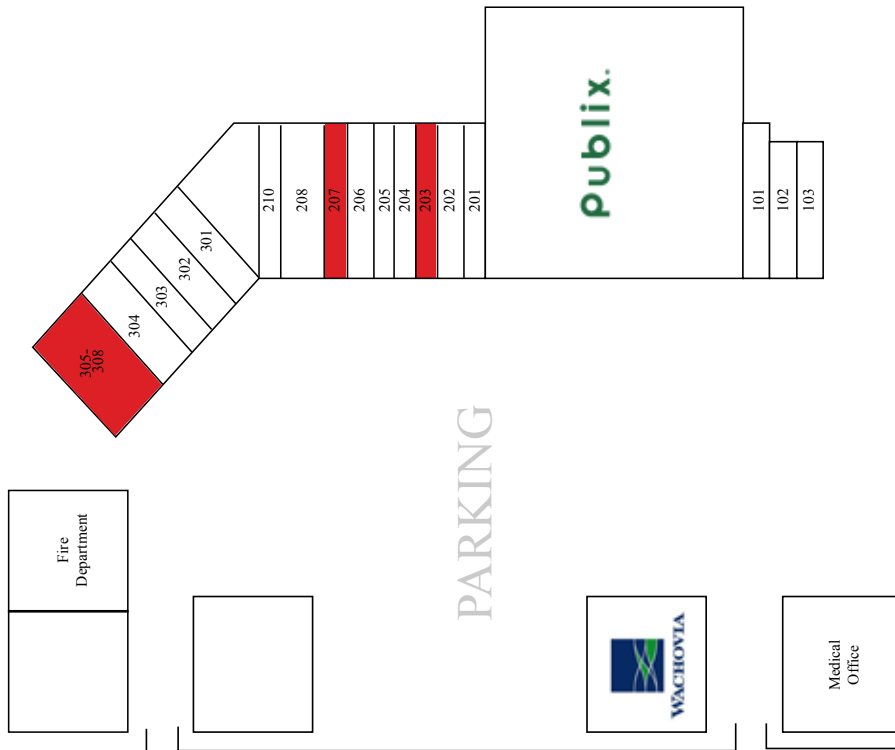 Publix.
210
208
207
206
205
204
203
202
201
101
102
103
301
302
303
304
305-
308
PARKING
Fire
Department
WACHOVIA
Medical
Office